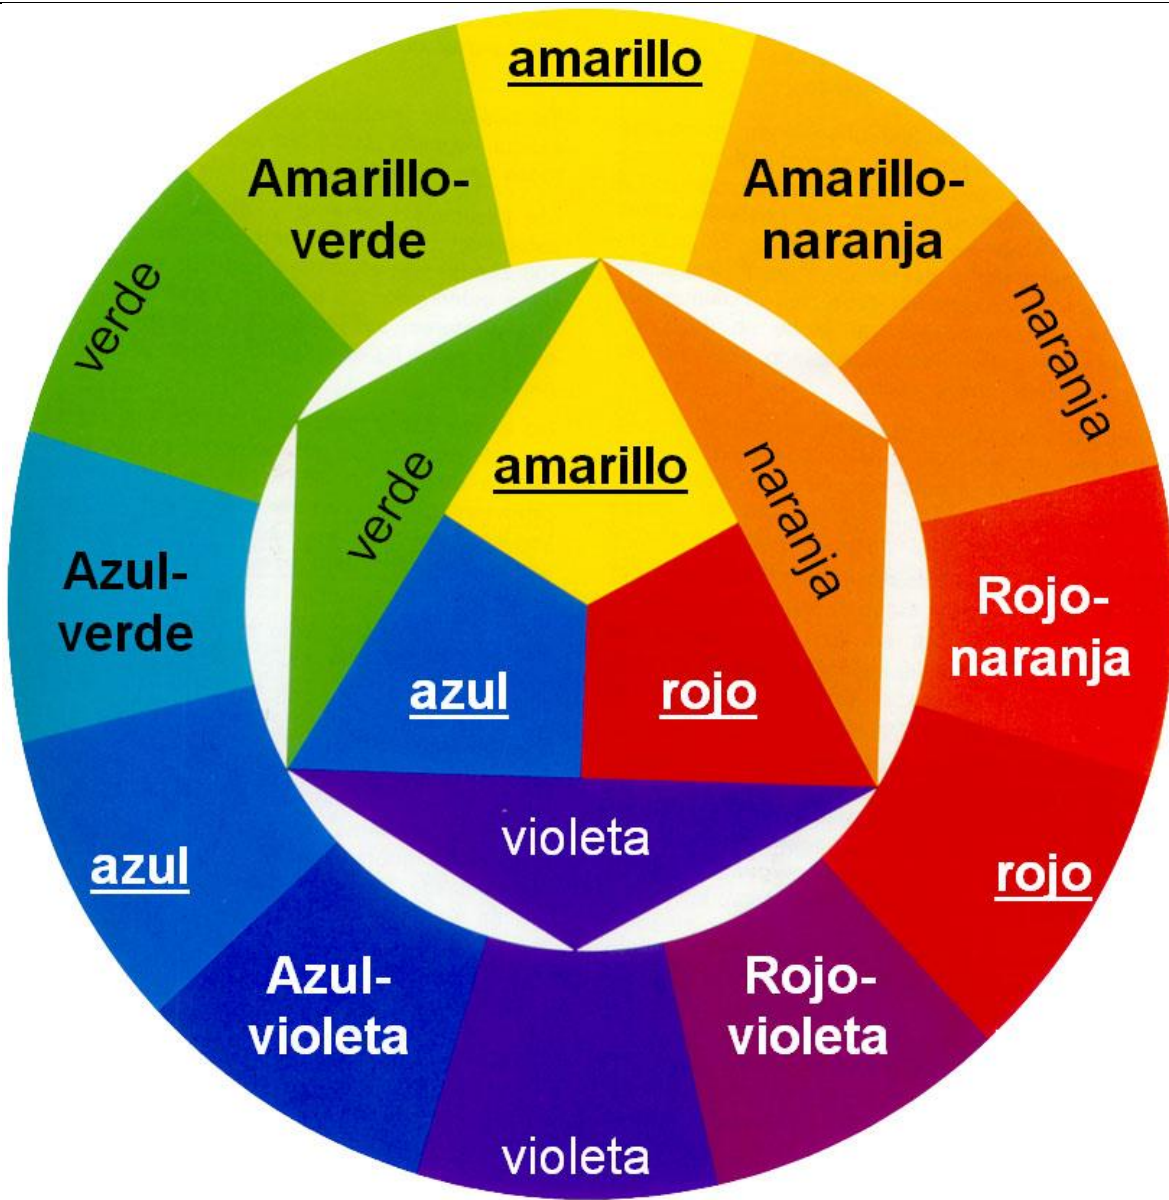 amarillo
Amarillo-
verde
Amarillo-
naranja
verde
naranja
amarillo
verde
naranja
Azul-
verde
Rojo-
naranja
azul
rojo
azul
violeta
rojo
Azul-
violeta
Rojo-
violeta
violeta